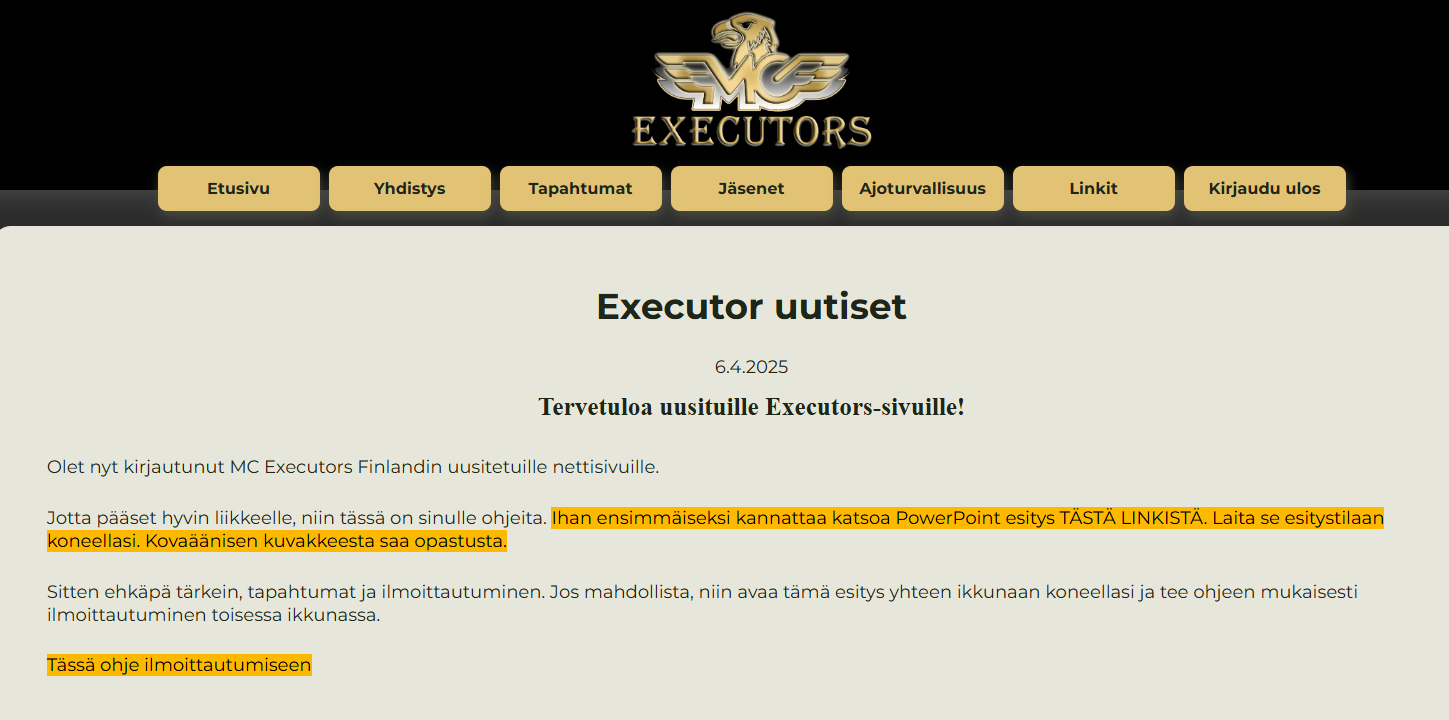 MC
EXECUTORS
Etusivu Yhdistys Tapahtumat Jäsenet Ajoturvallisuus Linkit Kirjaudu ulos
Executor uutiset
6.4.2025
Tervetuloa uusituille Executors-sivuille!
Olet nyt kirjautunut MC Executors Finlandin uusitetuille nettisivuille.
Jotta pääset hyvin liikkeelle, niin tässä on sinulle ohjeita. Ihan ensimmäiseksi kannattaa katsoa PowerPoint esitys TÄSTÄ LINKISTÄ. Laita se esitystilaan
koneellasi. Kovaäänisen kuvakkeesta saa opastusta.
Sitten ehkäpä tärkein, tapahtumat ja ilmoittautuminen. Jos mahdollista, niin avaa tämä esitys yhteen ikkunaan koneellasi ja tee ohjeen mukaisesti
ilmoittautuminen toisessa ikkunassa.
Tässä ohje ilmoittautumiseen